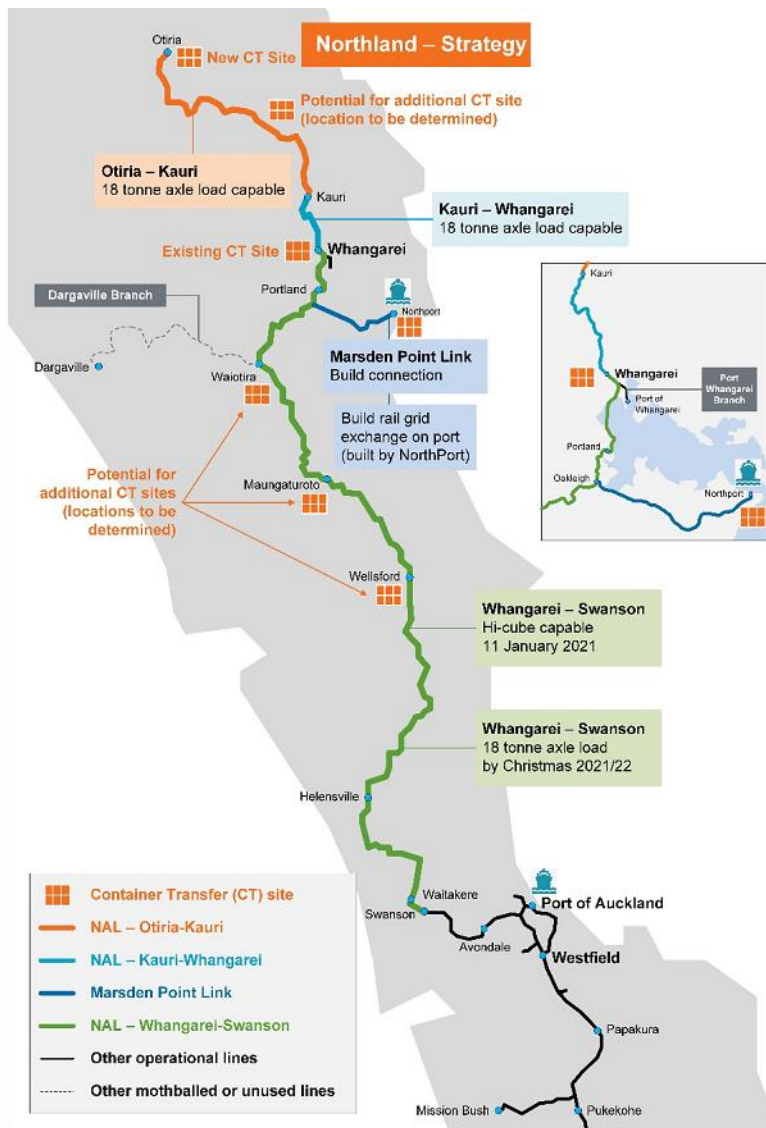 Northland – Strategy
Otiria
New CT Site
Potential for additional CT site
(location to be determined)
Otiria – Kauri
18 tonne axle load capable
Kauri
Kauri – Whangarei
18 tonne axle load capable
Existing CT Site
Whangarei
Portland
Northport
Dargaville Branch
Dargaville
Waiotira
Marsden Point Link
Build connection
Build rail grid
exchange on port
(built by NorthPort)
Kauri
Whangarei
Port
Whangarei
Branch
Port of
Whangarei
Portland
Oakleigh
Northport
Potential for
additional CT sites
(locations to be
determined)
Maungaturoto
Wellsford
Whangarei – Swanson
Hi-cube capable
11 January 2021
Whangarei – Swanson
18 tonne axle load
by Christmas 2021/22
Helensville
Waitakere
Swanson
Avondale
Port of Auckland
Westfield
Papakura
Mission Bush
Pukekohe
Container Transfer (CT) site
NAL – Otiria-Kauri
NAL – Kauri-Whangarei
Marsden Point Link
NAL – Whangarei-Swanson
Other operational lines
Other mothballed or unused lines